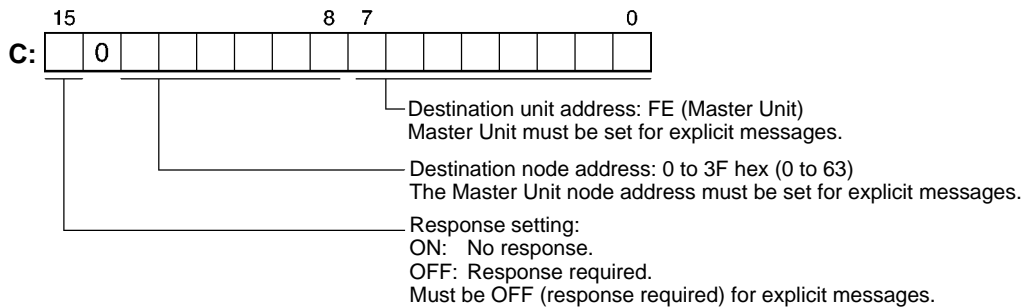 15 8 7 0
C: 0
Destination unit address: FE (Master Unit)
Master Unit must be set for explicit messages.
Destination node address: 0 to 3F hex (0 to 63)
The Master Unit node address must be set for explicit messages.
Response setting:
ON: No response.
OFF: Response required.
Must be OFF (response required) for explicit messages.